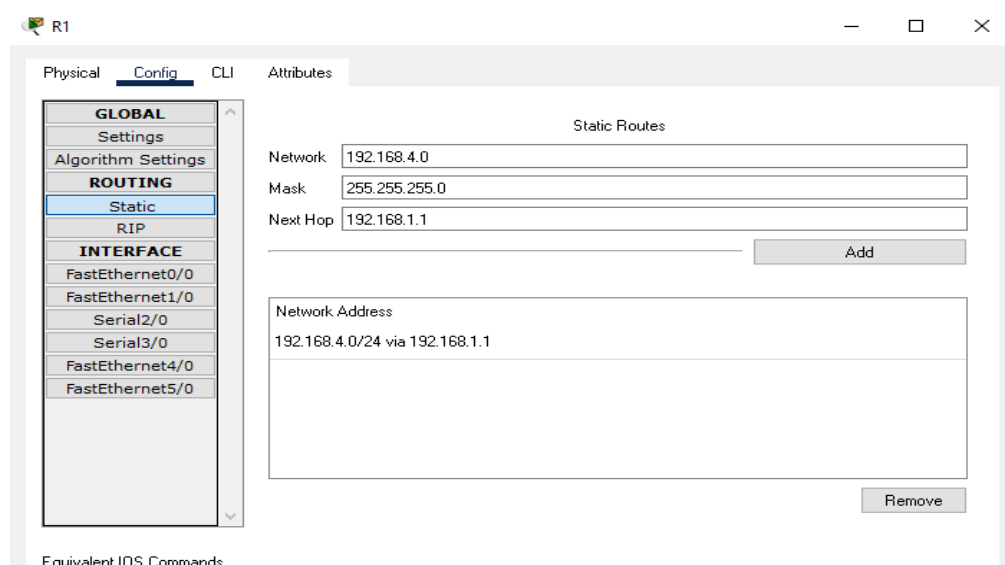 R1
Physical Config CLI Attributes
GLOBAL
Settings
Algorithm Settings
ROUTING
Static
RIP
INTERFACE
FastEthernet0/0
FastEthernet1/0
Serial2/0
Serial3/0
FastEthernet4/0
FastEthernet5/0
Static Routes
Network 192.168.4.0
Mask 255.255.255.0
Next Hop 192.168.1.1
Add
Network Address
192.168.4.0/24 via 192.168.1.1
Remove
Equivalent IOS Commands